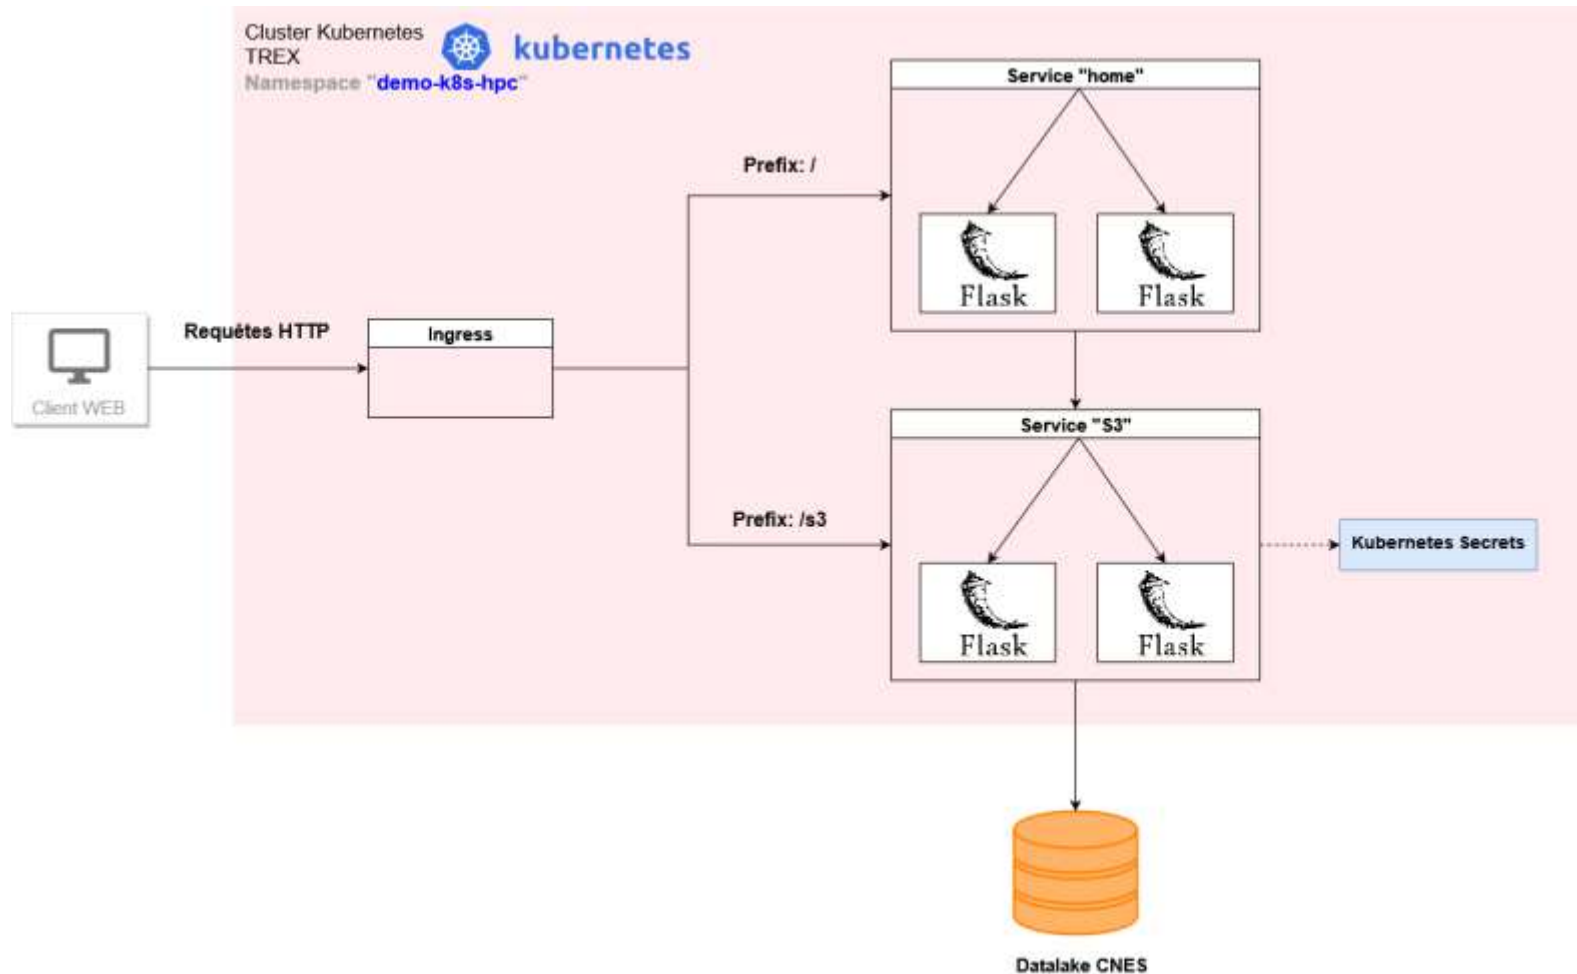 Cluster Kubernetes
TREX
Namespace "demo-k8s-hpc"
kubernetes
Service "home"
Prefix: /
Flask
Flask
Requêtes HTTP
Ingress
Client WEB
Service "S3"
Prefix: /s3
Kubernetes Secrets
Flask
Flask
Datalake CNES